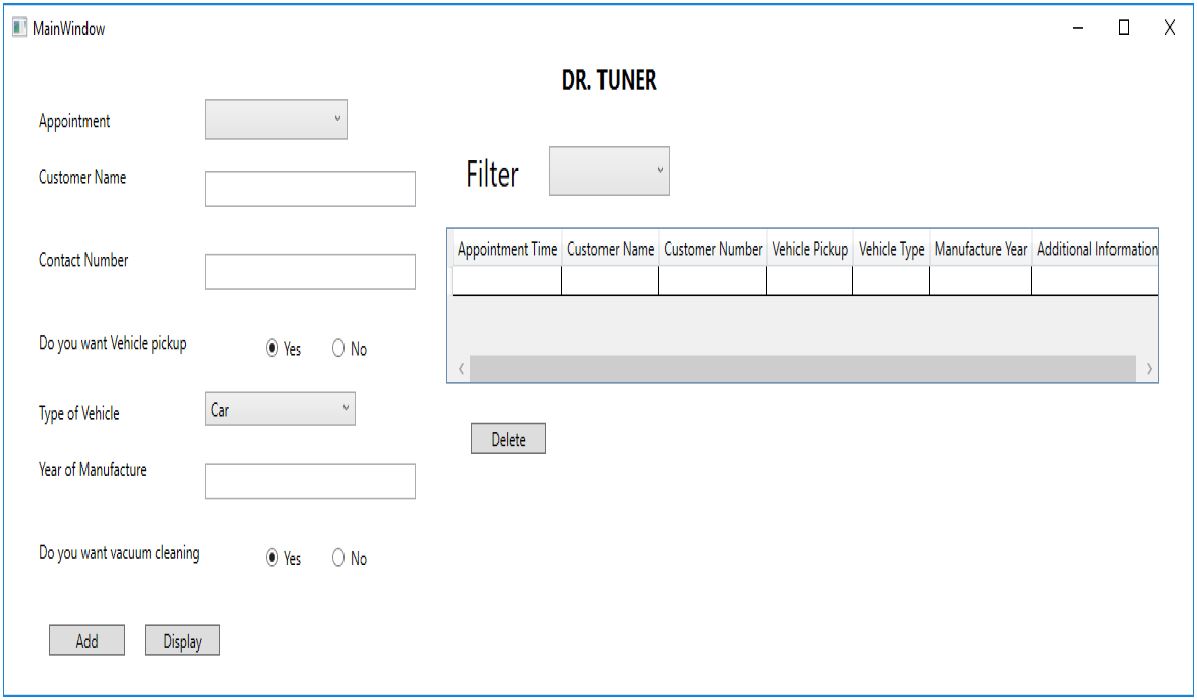 MainWindow
DR. TUNER
Appointment
Customer Name
Contact Number
Do you want Vehicle pickup Yes No
Type of Vehicle Car
Year of Manufacture
Do you want vacuum cleaning Yes No
Add Display
Filter
Appointment Time Customer Name Customer Number Vehicle Pickup Vehicle Type Manufacture Year Additional Information
Delete